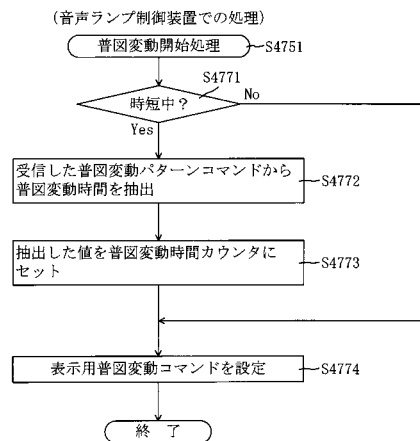 (音声ランプ制御装置での処理)
普図変動開始処理
S4751
S4771
時短中?
No
Yes
受信した普図変動パターンコマンドから
普図変動時間を抽出
S4772
抽出した値を普図変動時間カウンタに
セット
S4773
表示用普図変動コマンドを設定
S4774
終 了